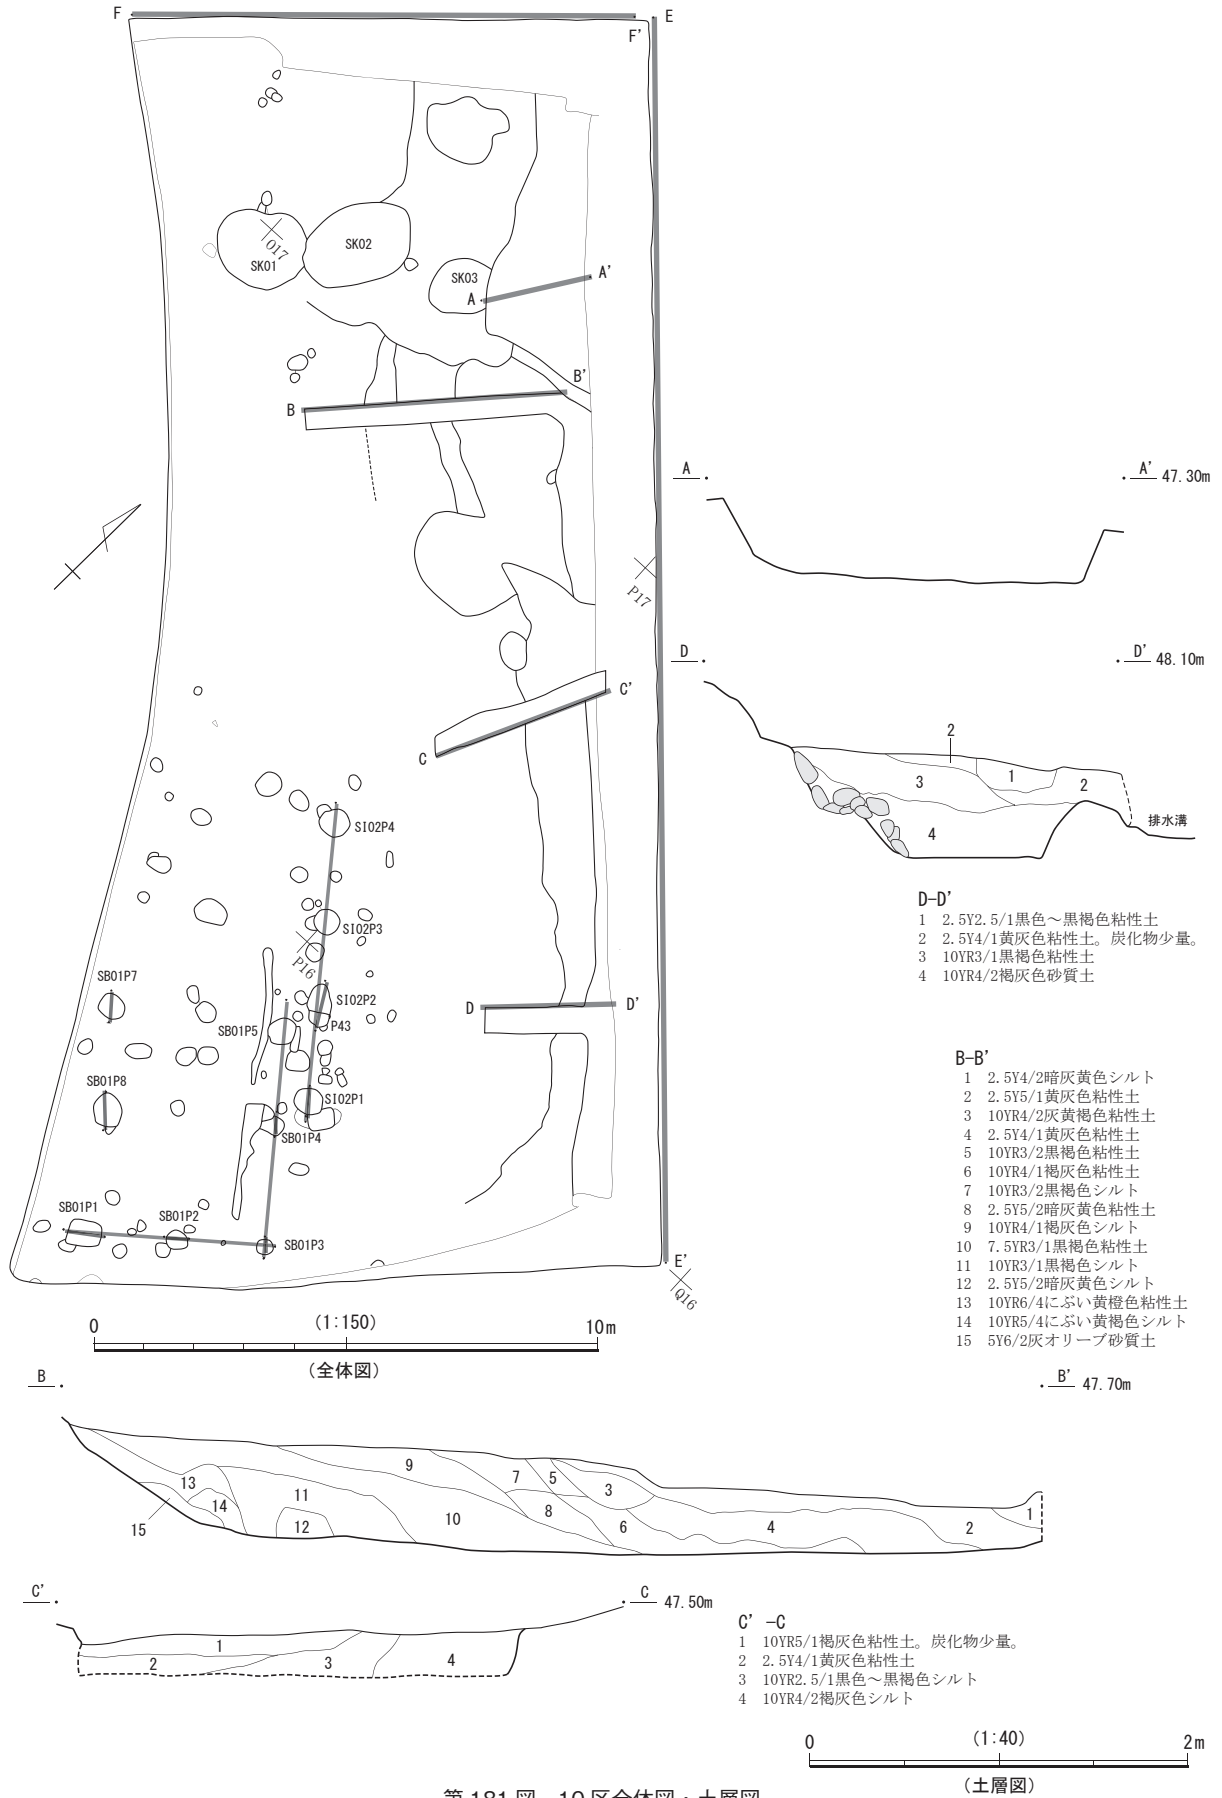 F
E
F’
SK01
O17
SK02
SK03
A
A’
B
B’
P17
C
C’
SI02P4
SI02P3
P16
SI02P2
P43
SB01P7
SB01P5
D
D’
SB01P8
SI02P1
SB01P4
SB01P1
SB01P2
SB01P3
E’
Q16
0 (1:150) 10m
(全体図)
A A’ 47.30m
D D’ 48.10m
2
3 1 2
4
排水溝
D-D’
1 2.5Y2.5/1黒色～黒褐色粘性土
2 2.5Y4/1黄灰色粘性土。炭化物少量。
3 10YR3/1黒褐色粘性土
4 10YR4/2褐灰色砂質土
B-B’
1 2.5Y4/2暗灰黄色シルト
2 2.5Y5/1黄灰色粘性土
3 10YR4/2灰黄褐色粘性土
4 2.5Y4/1黄灰色粘性土
5 10YR3/2黒褐色粘性土
6 10YR4/1褐灰色粘性土
7 10YR3/2黒褐色シルト
8 2.5Y5/2暗灰黄色粘性土
9 10YR4/1褐灰色シルト
10 7.5YR3/1黒褐色粘性土
11 10YR3/1黒褐色シルト
12 2.5Y5/2暗灰黄色シルト
13 10YR6/4にぶい黄橙色粘性土
14 10YR5/4にぶい黄褐色シルト
15 5Y6/2灰オリーブ砂質土
B B’ 47.70m
9
13 7 5 3
14 11 8
15 12 10 6 4 2 1
C’ C 47.50m
1
2 3 4
C’-C
1 10YR5/1褐灰色粘性土。炭化物少量。
2 2.5Y4/1黄灰色粘性土
3 10YR2.5/1黒色～黒褐色シルト
4 10YR4/2褐灰色シルト
0 (1:40) 2m
(土層図)
第181図 10区全体図・土層図